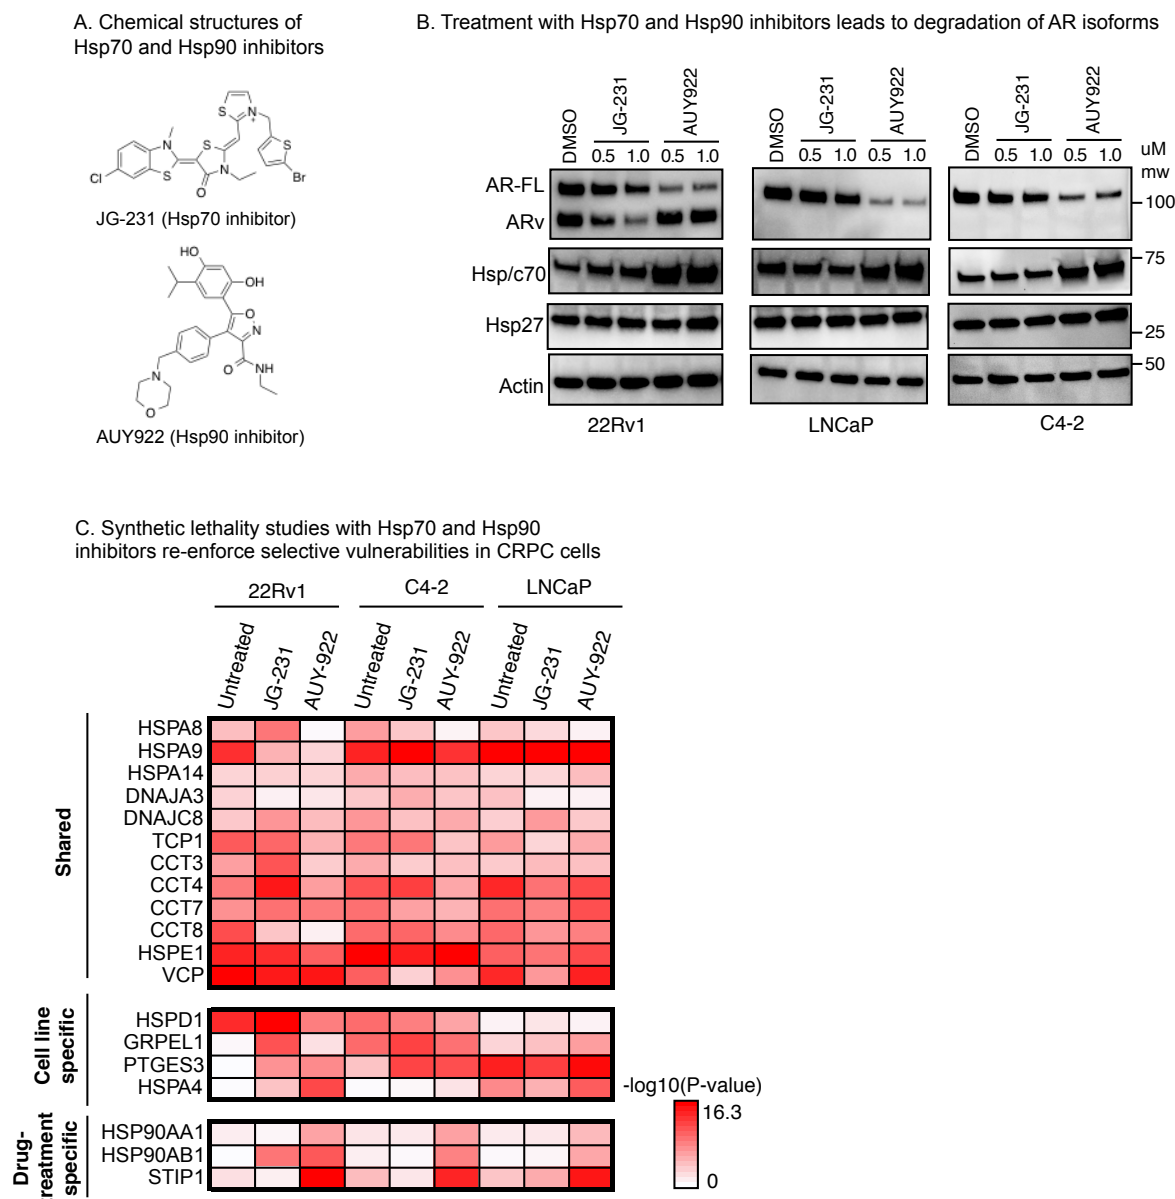 A. Chemical structures of
Hsp70 and Hsp90 inhibitors
S
N
+
S
Br
S
N
O
N
S
Cl
JG-231 (Hsp70 inhibitor)
HO
OH
O
N
O
NH
N
O
AUY922 (Hsp90 inhibitor)
B. Treatment with Hsp70 and Hsp90 inhibitors leads to degradation of AR isoforms
DMSO JG-231 AUY922 DMSO JG-231 AUY922 DMSO JG-231 AUY922
0.5 1.0 0.5 1.0 0.5 1.0 0.5 1.0 0.5 1.0 0.5 1.0 uM
mw
AR-FL
100
ARv
75
Hsp/c70
Hsp27
25
50
Actin
22Rv1 LNCaP C4-2
C. Synthetic lethality studies with Hsp70 and Hsp90
inhibitors re-enforce selective vulnerabilities in CRPC cells
22Rv1 C4-2 LNCaP
Untreated JG-231 AUY-922 Untreated JG-231 AUY-922 Untreated JG-231 AUY-922
Shared
HSPA8
HSPA9
HSPA14
DNAJA3
DNAJC8
TCP1
CCT3
CCT4
CCT7
CCT8
HSPE1
VCP
Cell line
specific
HSPD1
GRPEL1
PTGES3
HSPA4
Drug-
treatment
specific
HSP90AA1
HSP90AB1
STIP1
-log10(P-value)
16.3
0